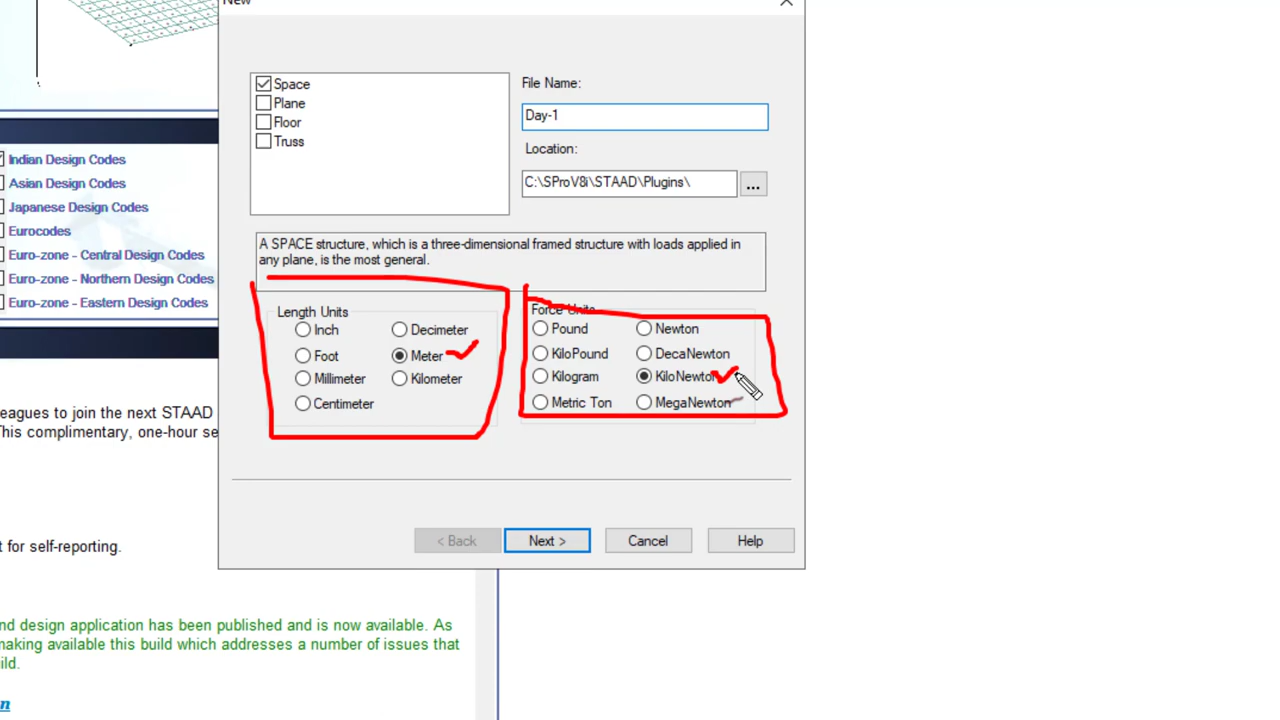 New
Space
Plane
Floor
Truss
File Name:
Day-1
Location:
C:\SProV8i\STAAD\Plugins\
...
Indian Design Codes
Asian Design Codes
Japanese Design Codes
Eurocodes
Euro-zone - Central Design Codes
Euro-zone - Northern Design Codes
Euro-zone - Eastern Design Codes
A SPACE structure, which is a three-dimensional framed structure with loads applied in
any plane, is the most general.
Length Units
Inch
Decimeter
Foot
Meter
Millimeter
Kilometer
Centimeter
Force Units
Pound
Newton
KiloPound
DecaNewton
Kilogram
KiloNewton
Metric Ton
MegaNewton
eagues to join the next STAAD
This complimentary, one-hour se
< Back
Next >
Cancel
Help
t for self-reporting.
nd design application has been published and is now available. As
making available this build which addresses a number of issues that
ild.
n